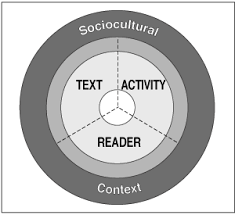 Sociocultural
TEXT ACTIVITY
READER
Context